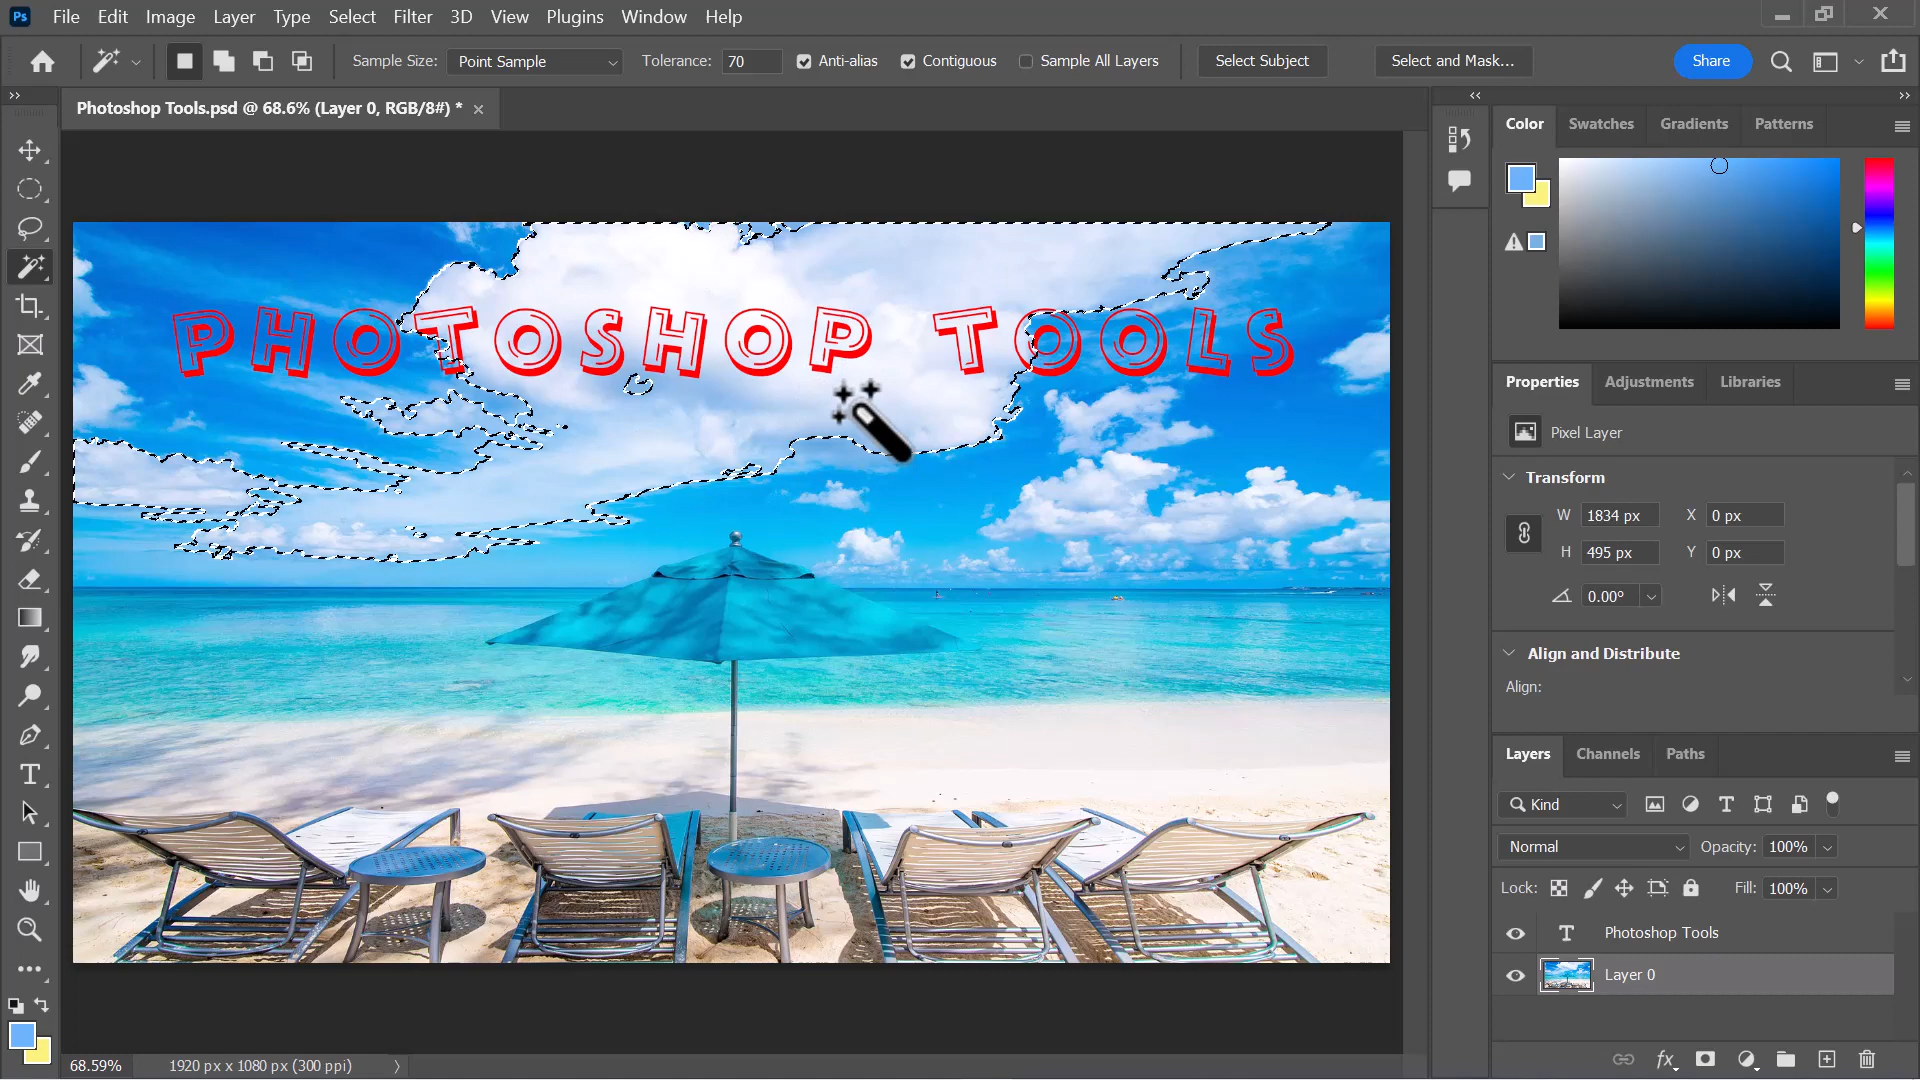 Ps File Edit Image Layer Type Select Filter 3D View Plugins Window Help
Sample Size: Point Sample Tolerance: 70 Anti-alias Contiguous Sample All Layers Select Subject Select and Mask... Share
Photoshop Tools.psd @ 68.6% (Layer 0, RGB/8#) *
PHOTOSHOP TOOLS
68.59% 1920 px x 1080 px (300 ppi)
Color Swatches Gradients Patterns
Properties Adjustments Libraries
Pixel Layer
Transform
W 1834 px X 0 px
H 495 px Y 0 px
0.00°
Align and Distribute
Align:
Layers Channels Paths
Kind
Normal Opacity: 100%
Lock: Fill: 100%
Photoshop Tools
Layer 0
fx